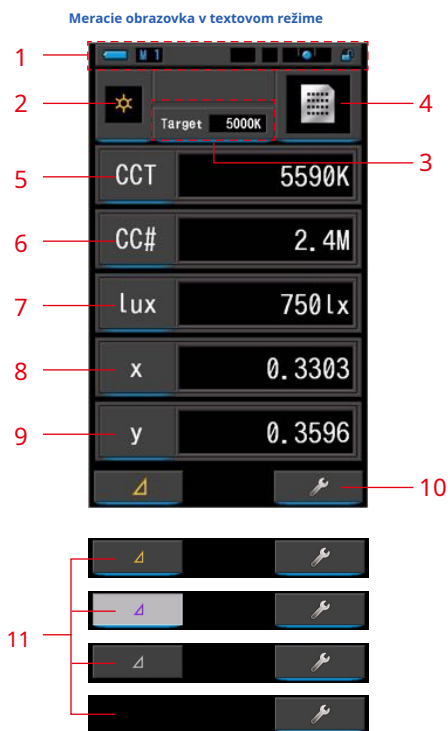 Meracie obrazovka v textovom režime
1
M 1
2
4
Target 5000K
3
5
CCT 5590K
6
CC# 2.4M
7
lux 750lx
8
x 0.3303
9
y 0.3596
10
11